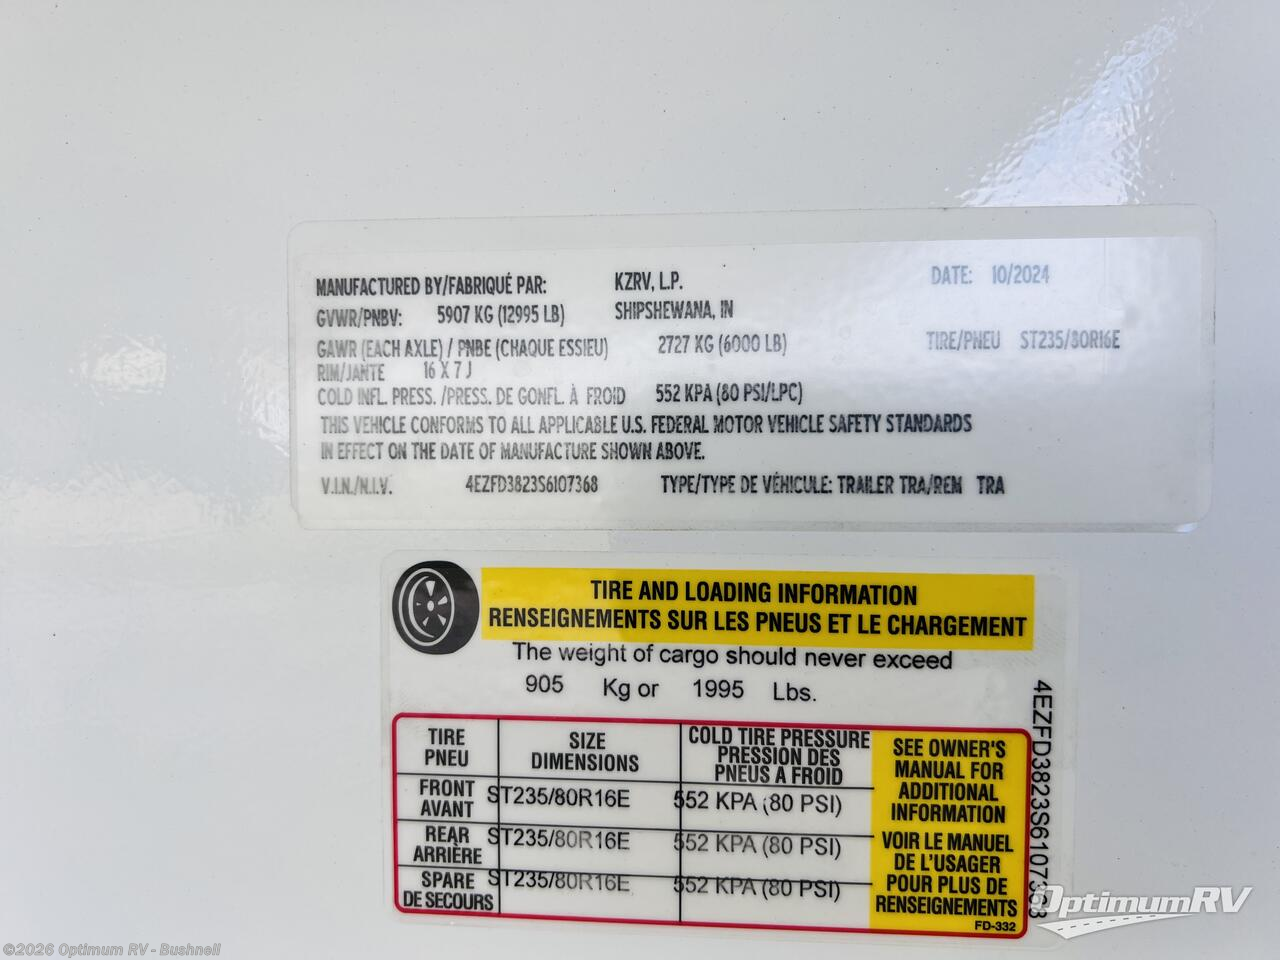 MANUFACTURED BY/FABRIQUÉ PAR: KZRV, L.P. DATE: 10/2024
GVWR/PNBV: 5907 KG (12995 LB) SHIPSHEWANA, IN
GAWR (EACH AXLE) / PNBE (CHAQUE ESSIEU) 2727 KG (6000 LB) TIRE/PNEU ST235/80R16E
RIM/JANTE 16 X 7 J
COLD INFL. PRESS. /PRESS. DE GONFL. À FROID 552 KPA (80 PSI/LPC)
THIS VEHICLE CONFORMS TO ALL APPLICABLE U.S. FEDERAL MOTOR VEHICLE SAFETY STANDARDS
IN EFFECT ON THE DATE OF MANUFACTURE SHOWN ABOVE.
V.I.N./N.I.V. 4EZFD3823S6107368 TYPE/TYPE DE VÉHICULE: TRAILER TRA/REM TRA
TIRE AND LOADING INFORMATION
RENSEIGNEMENTS SUR LES PNEUS ET LE CHARGEMENT
The weight of cargo should never exceed
905 Kg or 1995 Lbs.
TIRE
PNEU
SIZE
DIMENSIONS
COLD TIRE PRESSURE
PRESSION DES
PNEUS A FROID
FRONT
AVANT
ST235/80R16E
552 KPA (80 PSI)
REAR
ARRIÈRE
ST235/80R16E
552 KPA (80 PSI)
SPARE
DE SECOURS
ST235/80R16E
552 KPA (80 PSI)
SEE OWNER'S
MANUAL FOR
ADDITIONAL
INFORMATION
VOIR LE MANUEL
DE L'USAGER
POUR PLUS DE
RENSEIGNEMENTS
FD-332
4EZFD3823S6107368
OptimumRV
©2026 Optimum RV - Bushnell